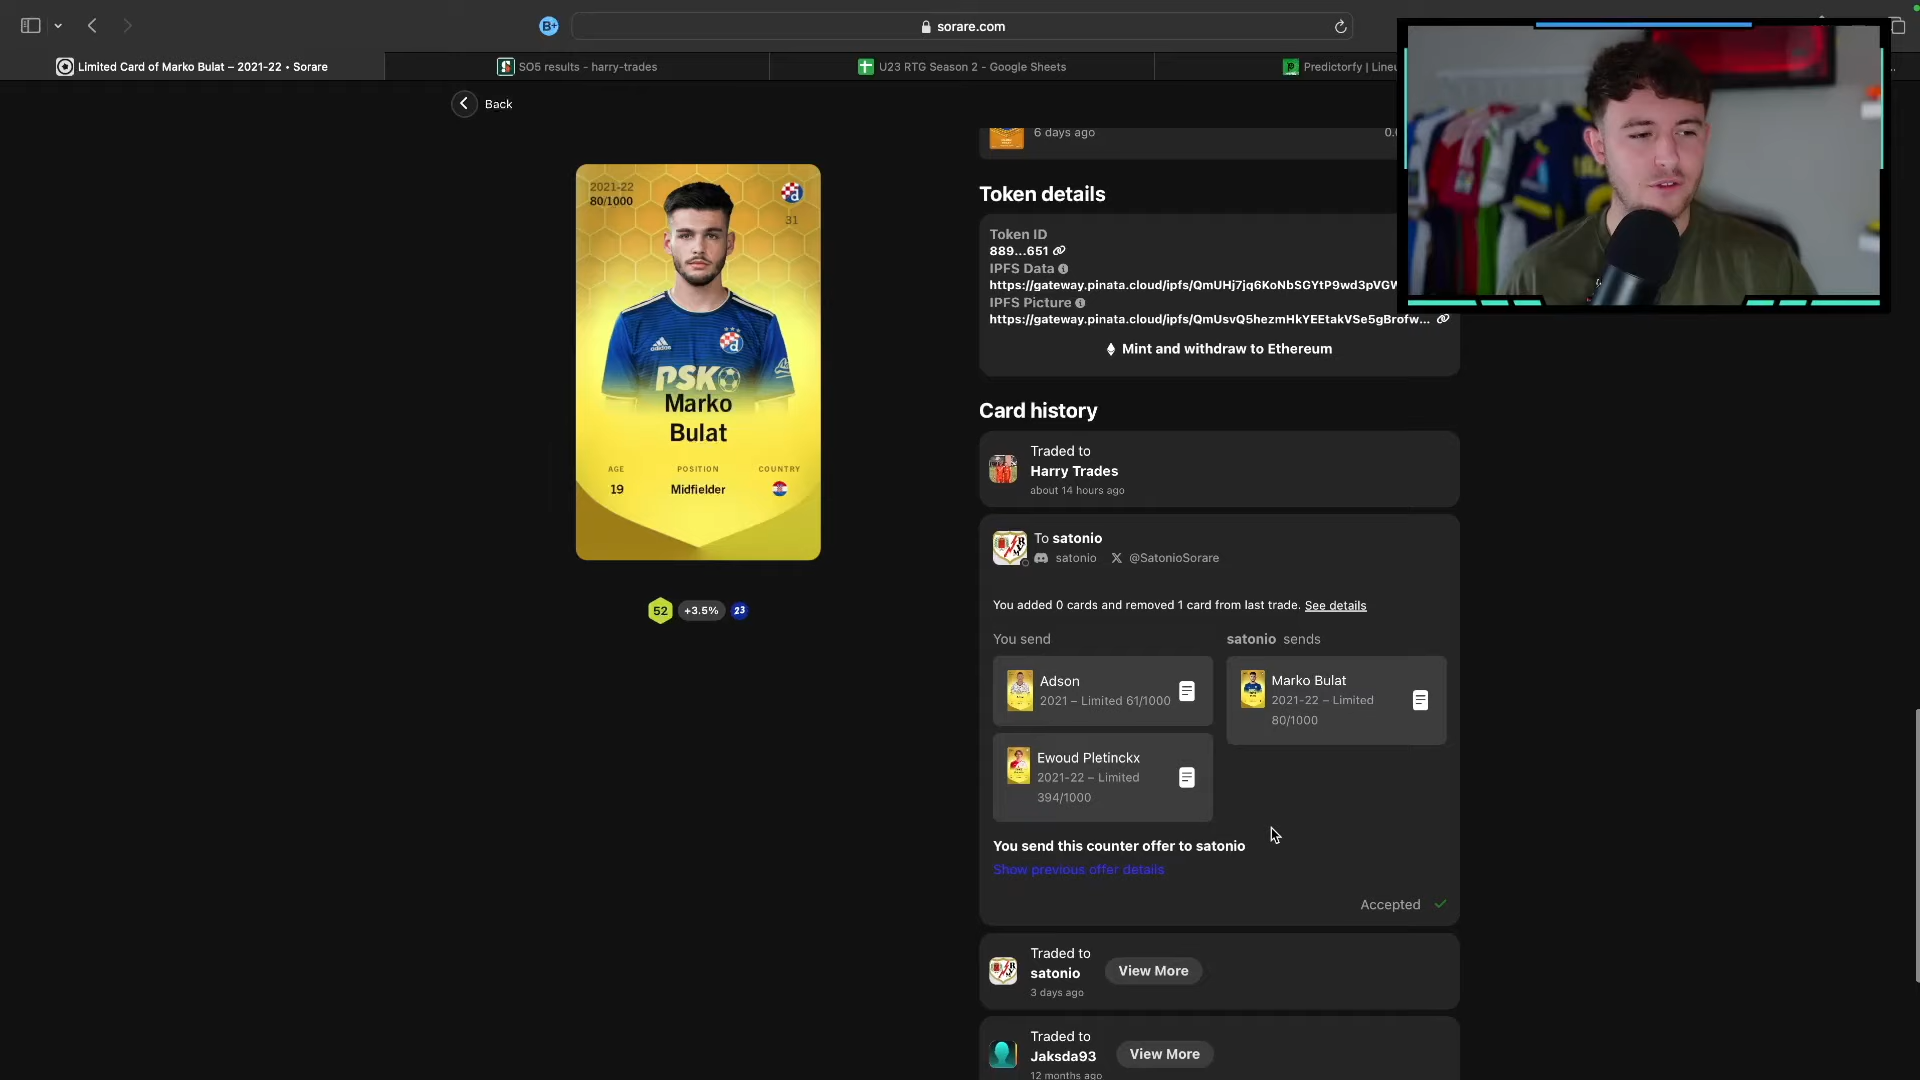 B+
sorare.com
Limited Card of Marko Bulat – 2021-22 • Sorare
SO5 results - harry-trades
U23 RTG Season 2 - Google Sheets
Predictorfy | Lineu
Back
2021-22
80/1000
31
PSK
Marko
Bulat
AGE
POSITION
COUNTRY
19
Midfielder
52
+3.5%
23
6 days ago
Token details
Token ID
889...651
IPFS Data
https://gateway.pinata.cloud/ipfs/QmUHj7jq6KoNbSGYtP9wd3pVGW
IPFS Picture
https://gateway.pinata.cloud/ipfs/QmUsvQ5hezmHkYEEtakVSe5gBrofw...
Mint and withdraw to Ethereum
Card history
Traded to
Harry Trades
about 14 hours ago
To satonio
satonio
@SatonioSorare
You added 0 cards and removed 1 card from last trade. See details
You send
satonio sends
Adson
2021 – Limited 61/1000
Marko Bulat
2021-22 – Limited
80/1000
Ewoud Pletinckx
2021-22 – Limited
394/1000
You send this counter offer to satonio
Show previous offer details
Accepted
Traded to
satonio
3 days ago
View More
Traded to
Jaksda93
12 months ago
View More